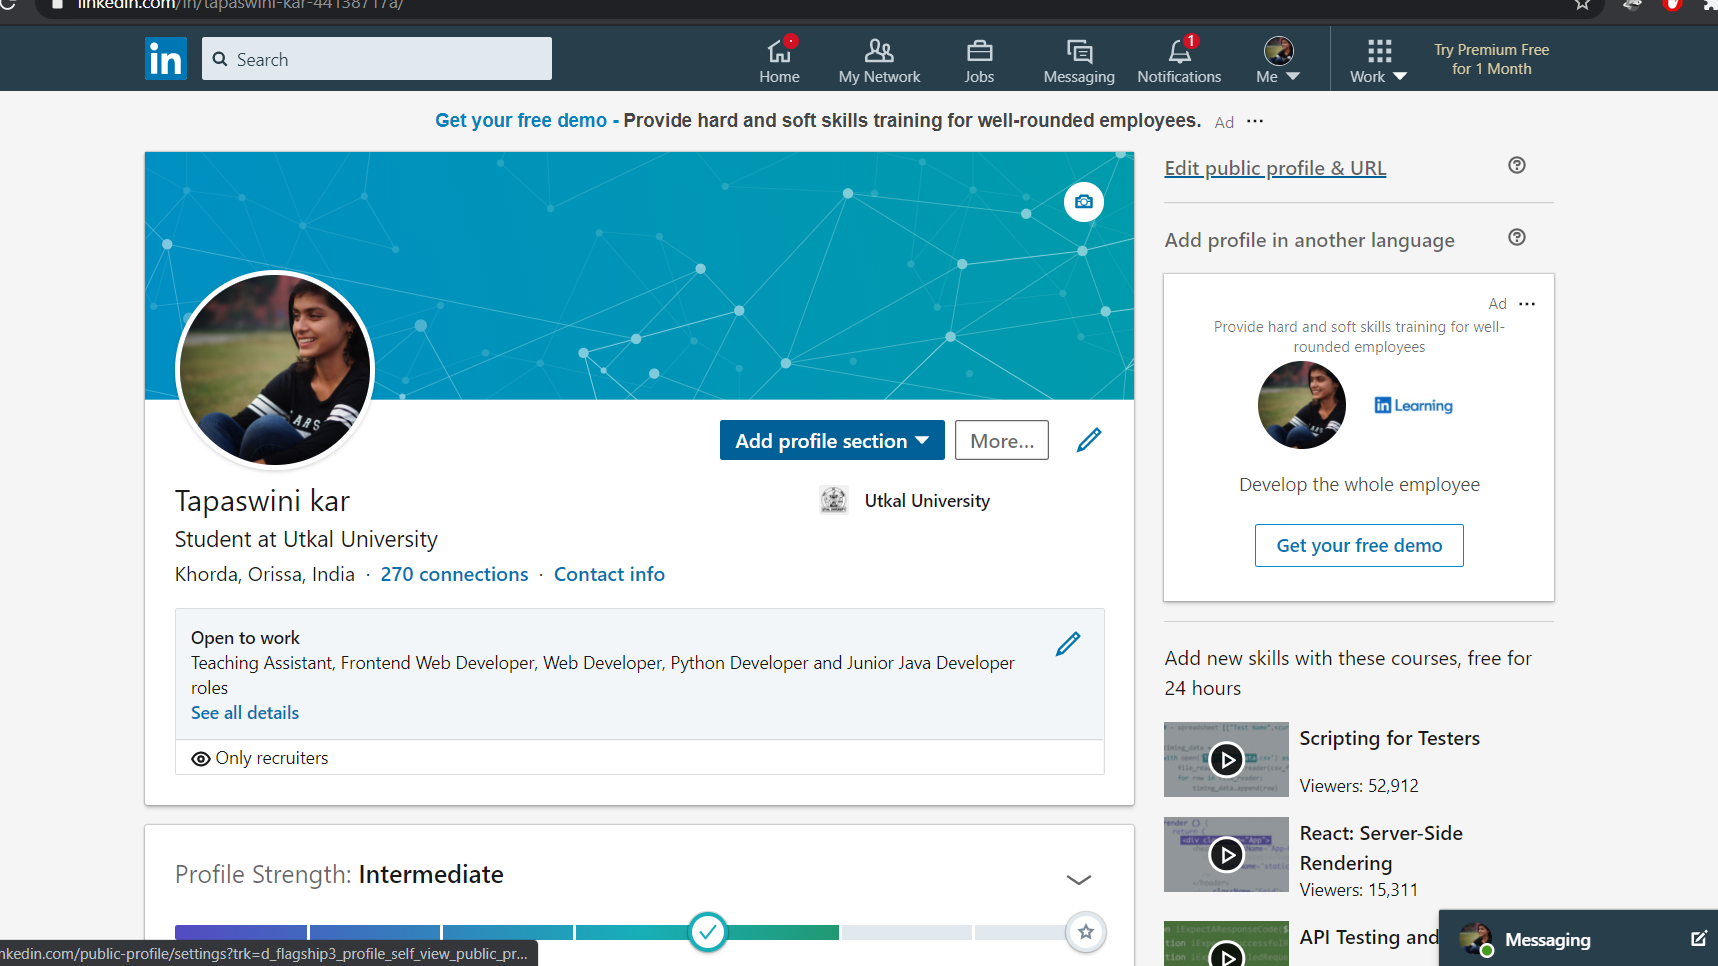 linkedin.com/in/tapaswini-kar-44138717a/
in
Search
Home
My Network
Jobs
Messaging
1
Notifications
Me
Work
Try Premium Free
for 1 Month
Get your free demo - Provide hard and soft skills training for well-rounded employees. Ad ...
Add profile section
More...
Tapaswini kar
Utkal University
Student at Utkal University
Khorda, Orissa, India · 270 connections · Contact info
Open to work
Teaching Assistant, Frontend Web Developer, Web Developer, Python Developer and Junior Java Developer
roles
See all details
Only recruiters
Profile Strength: Intermediate
Edit public profile & URL
Add profile in another language
Ad ...
Provide hard and soft skills training for well-
rounded employees
in Learning
Develop the whole employee
Get your free demo
Add new skills with these courses, free for
24 hours
Scripting for Testers
Viewers: 52,912
React: Server-Side
Rendering
Viewers: 15,311
API Testing and
Messaging
nkedin.com/public-profile/settings?trk=d_flagship3_profile_self_view_public_pr...